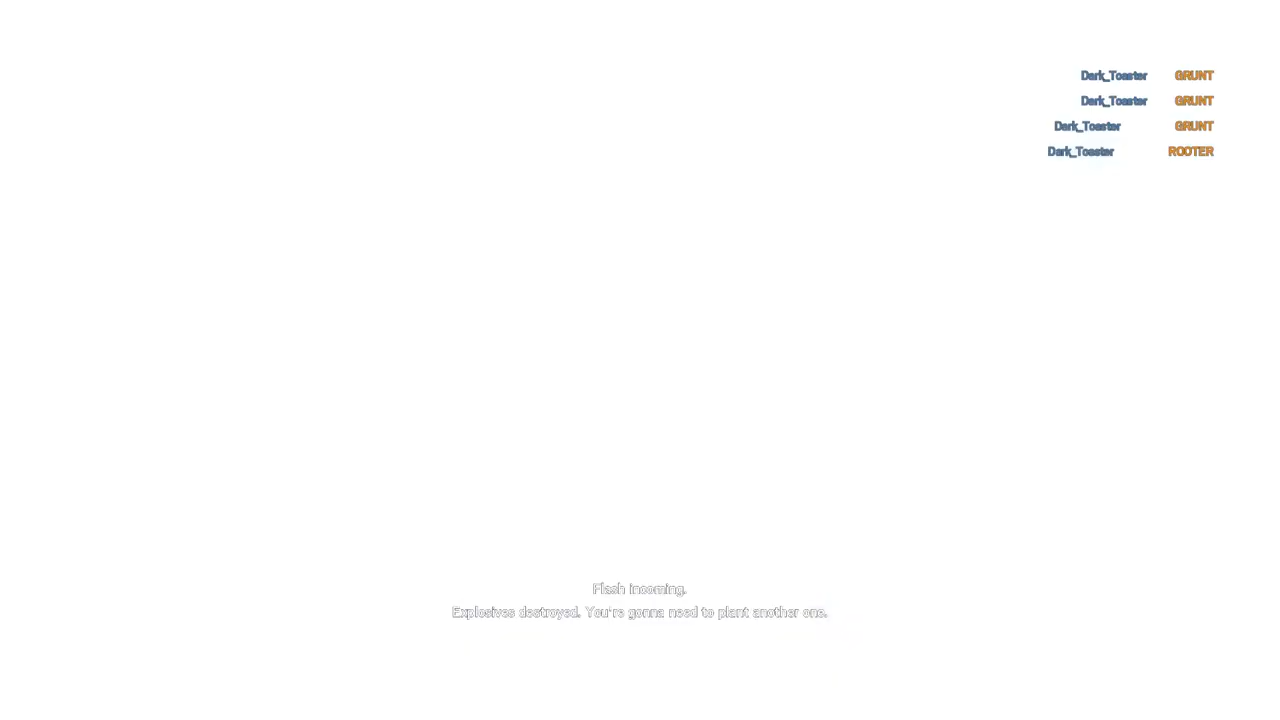 Dark_Toaster GRUNT
Dark_Toaster GRUNT
Dark_Toaster GRUNT
Dark_Toaster ROOTER
Flash incoming.
Explosives destroyed. You're gonna need to plant another one.